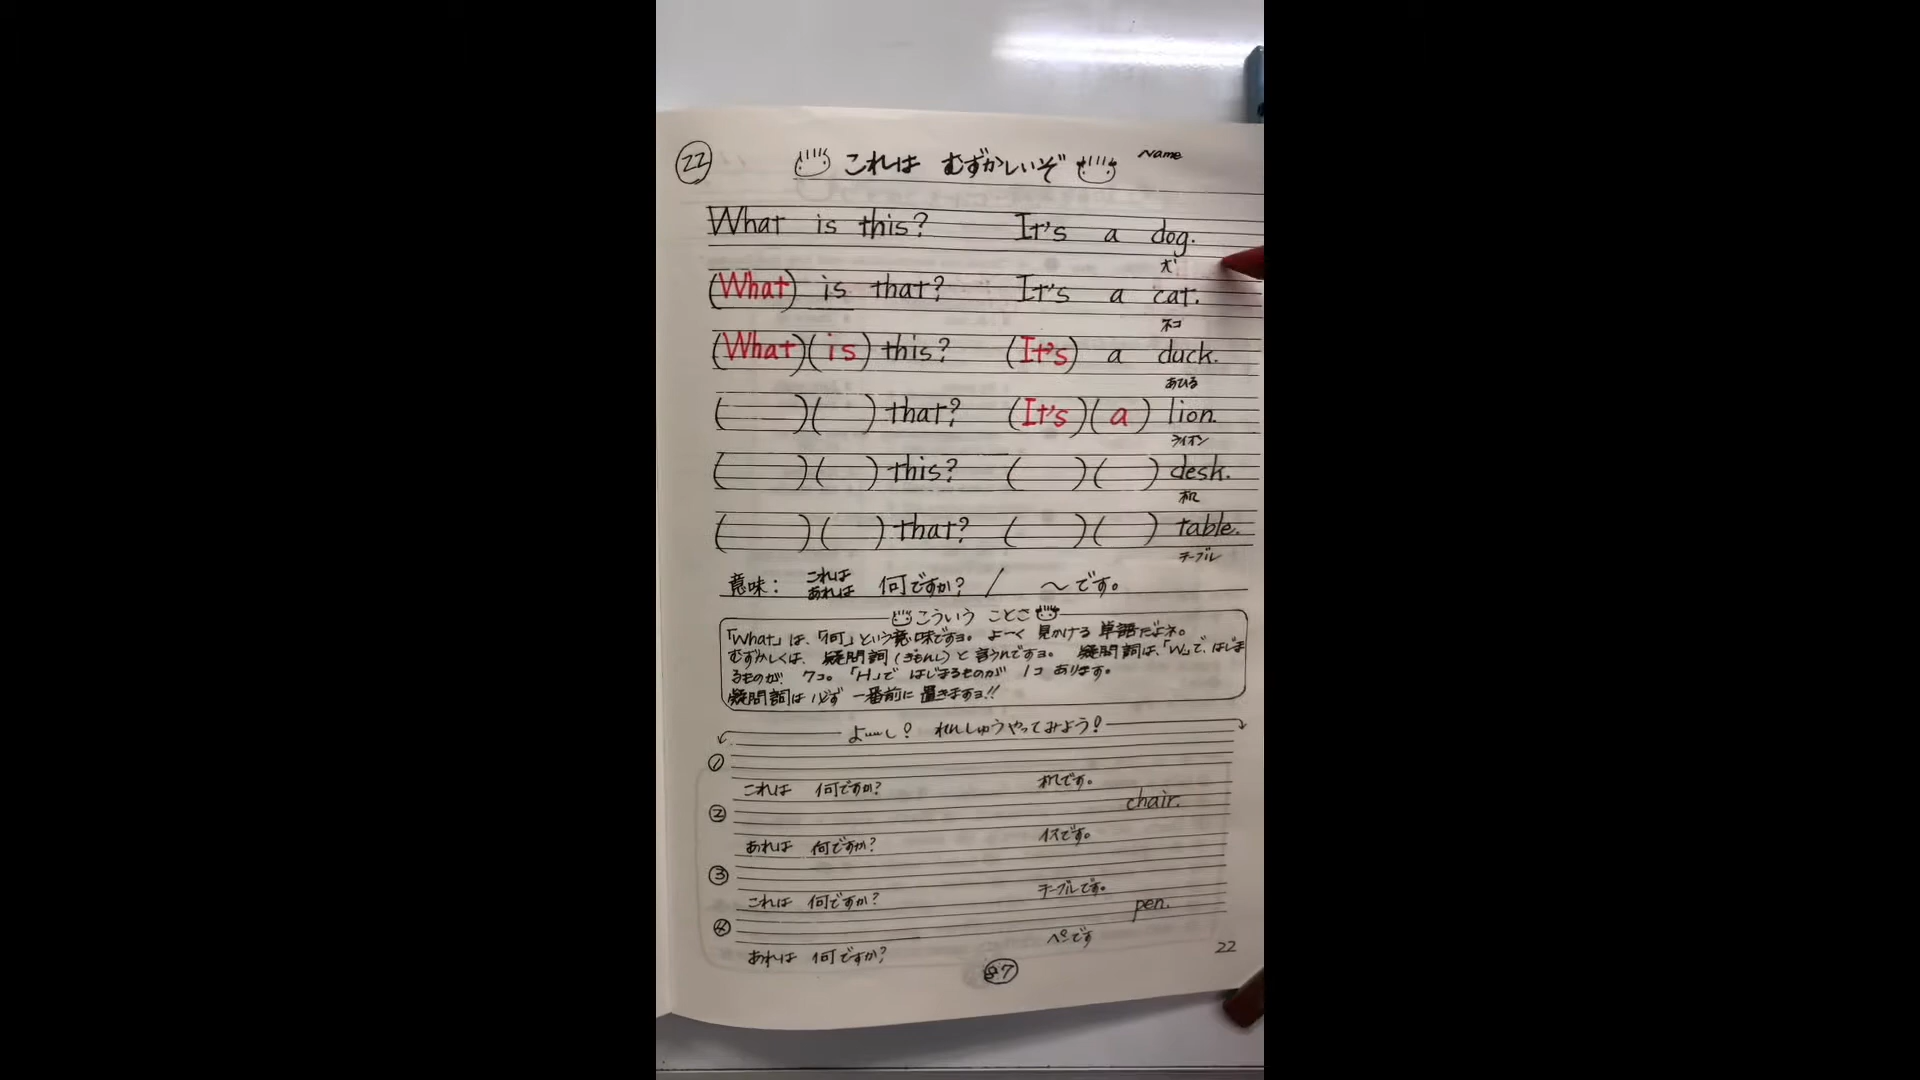 22 これは むずかしいぞ Name
What is this? It's a dog.
犬
(What) is that? It's a cat.
ネコ
(What)(is) this? (It's) a duck.
あひる
( )( ) that? (It's)(a) lion.
ライオン
( )( ) this? ( )( ) desk.
机
( )( ) that? ( )( ) table.
テーブル
意味: これは あれは 何ですか? / 〜です。
こういう ことさ
「What」は、「何」という意味ですヨ。 よーく 見かける 単語だよネ。
むずかしくは、疑問詞(ぎもんし)と言うんですヨ。 疑問詞は、「W」で、はじま
るものが 7コ。「H」で はじまるものが 1コ あります。
疑問詞は 必ず 一番前に 置きますヨ!!
よーし! れんしゅうやってみよう!
①
これは 何ですか? 机です。
② chair.
あれは 何ですか? イスです。
③
これは 何ですか? テーブルです。
④ pen.
あれは 何ですか? ペンです
22
87